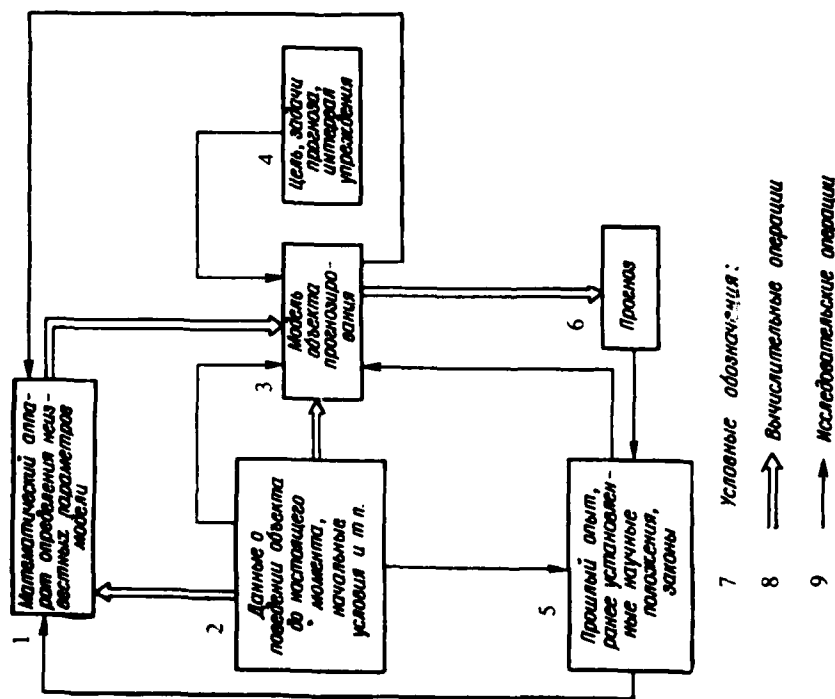 1
Математический аппа-
рат определения неиз-
вестных параметров
модели
2
Данные о
поведении объекта
до настоящего
момента,
начальные
условия и т п.
3
Модель
объекта
прогнозиро-
вания
4
Цель, задачи
прогноза,
интервал
упреждения
5
Прошлый опыт,
ранее установлен-
ные научные
положения,
законы
6
Прогноз
7 Условные обозначения:
8 Вычислительные операции
9 Исследовательские операции